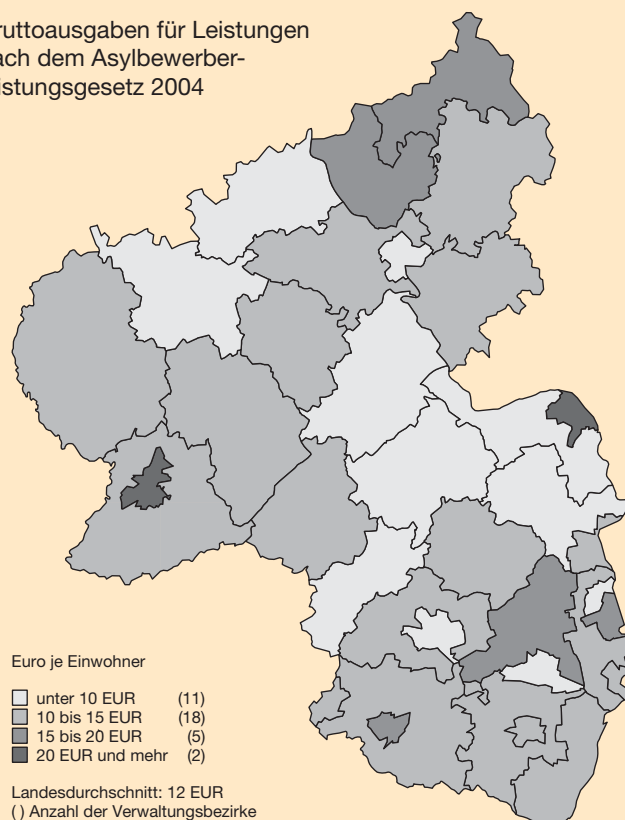 ruttoausgaben für Leistungen
ach dem Asylbewerber-
istungsgesetz 2004
Euro je Einwohner
unter 10 EUR (11)
10 bis 15 EUR (18)
15 bis 20 EUR (5)
20 EUR und mehr (2)
Landesdurchschnitt: 12 EUR
( ) Anzahl der Verwaltungsbezirke